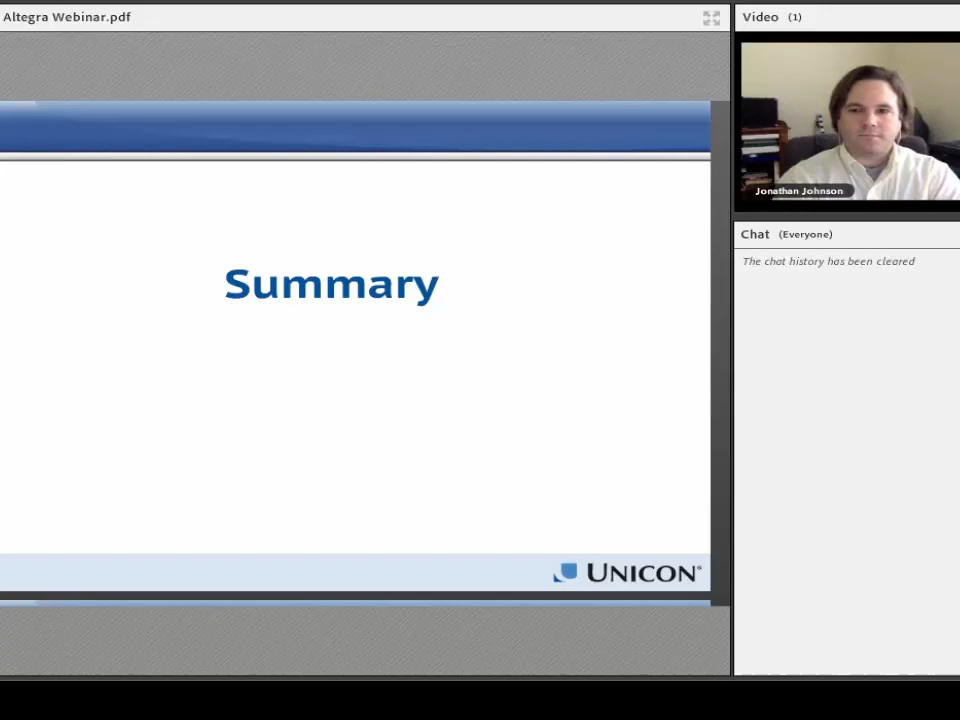 Altegra Webinar.pdf
Video (1)
Jonathan Johnson
Chat (Everyone)
The chat history has been cleared
Summary
UNICON®